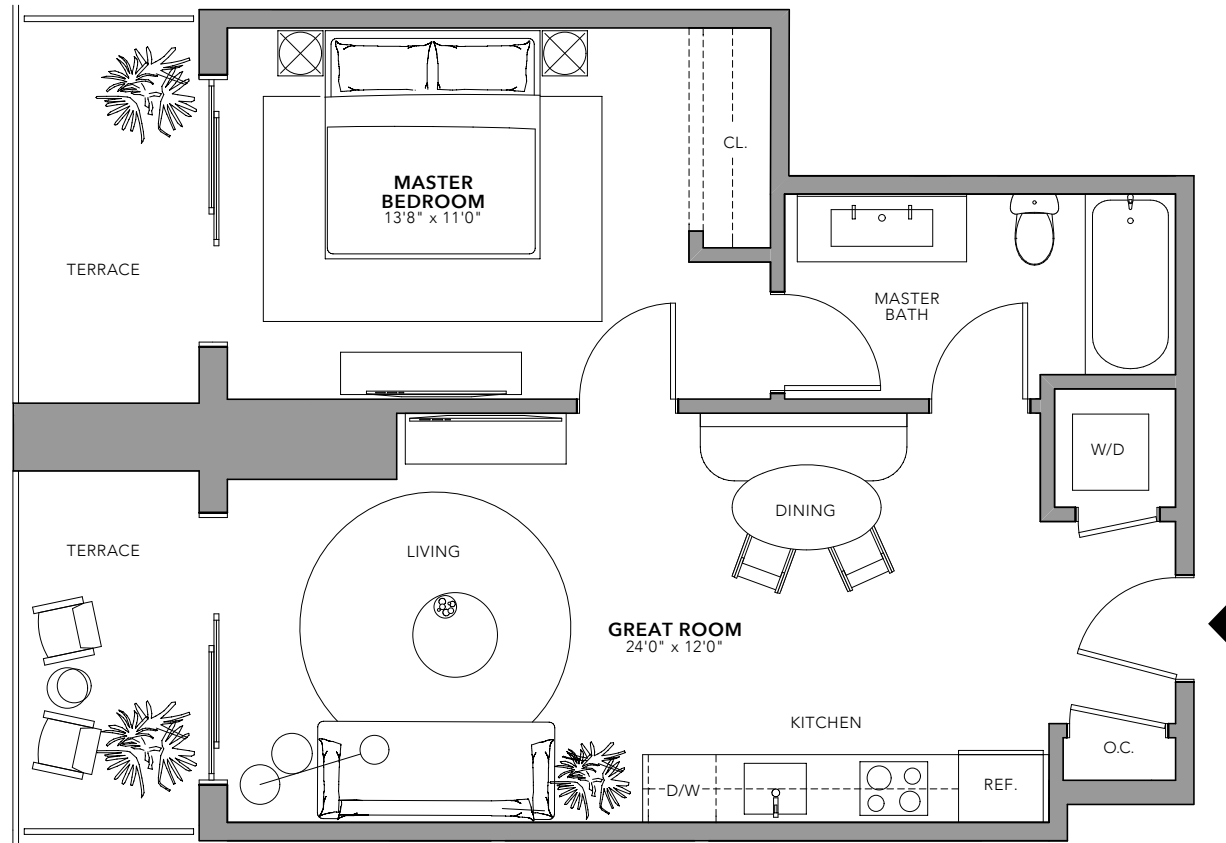 CL.
MASTER
BEDROOM
13'8" x 11'0"
TERRACE
MASTER
BATH
W/D
DINING
TERRACE
LIVING
GREAT ROOM
24'0" x 12'0"
KITCHEN
O.C.
D/W
REF.